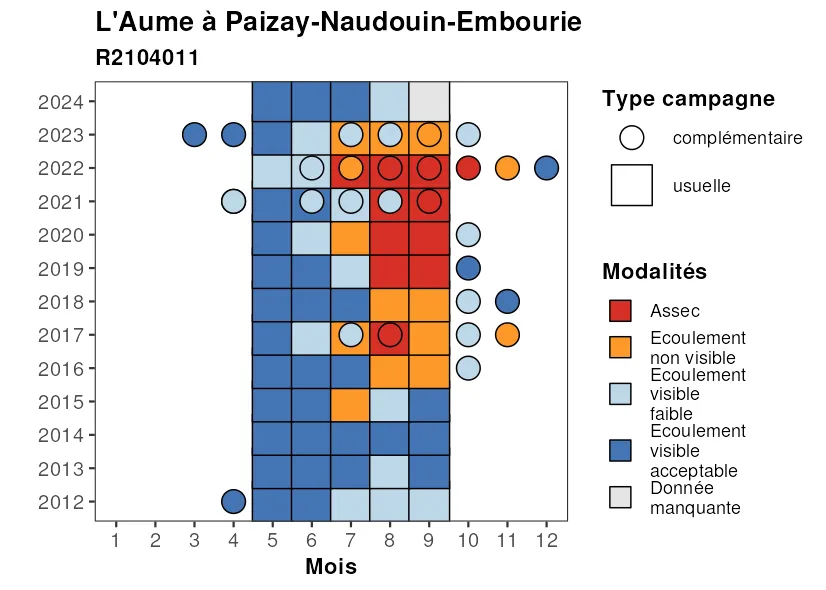 L'Aume à Paizay-Naudouin-Embourie
R2104011
2024
2023
2022
2021
2020
2019
2018
2017
2016
2015
2014
2013
2012
1 2 3 4 5 6 7 8 9 10 11 12
Mois
Type campagne
complémentaire
usuelle
Modalités
Assec
Ecoulement
non visible
Ecoulement
visible
faible
Ecoulement
visible
acceptable
Donnée
manquante